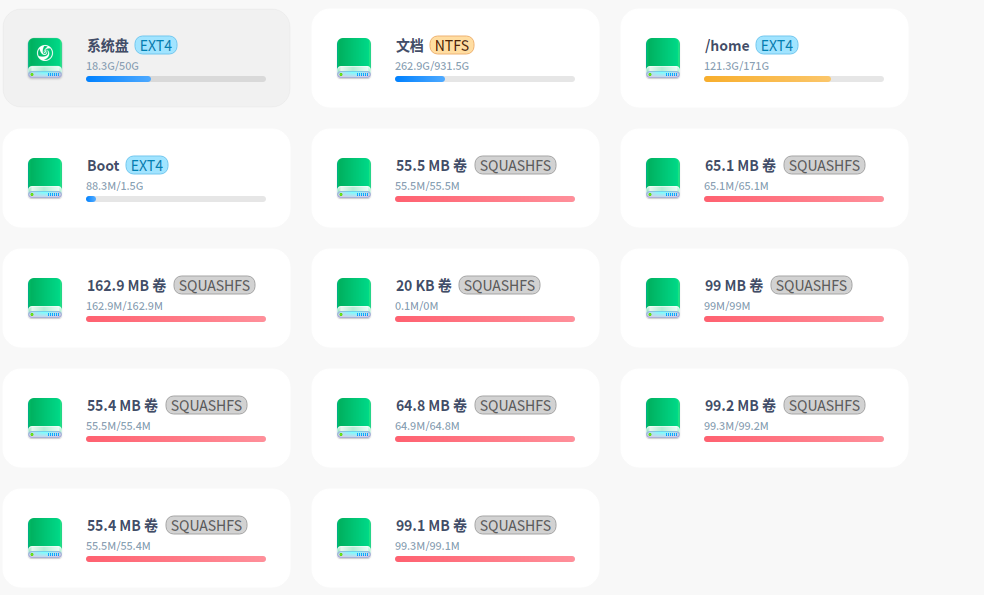 系统盘 EXT4
18.3G/50G
文档 NTFS
262.9G/931.5G
/home EXT4
121.3G/171G
Boot EXT4
88.3M/1.5G
55.5 MB 卷 SQUASHFS
55.5M/55.5M
65.1 MB 卷 SQUASHFS
65.1M/65.1M
162.9 MB 卷 SQUASHFS
162.9M/162.9M
20 KB 卷 SQUASHFS
0.1M/0M
99 MB 卷 SQUASHFS
99M/99M
55.4 MB 卷 SQUASHFS
55.5M/55.4M
64.8 MB 卷 SQUASHFS
64.9M/64.8M
99.2 MB 卷 SQUASHFS
99.3M/99.2M
55.4 MB 卷 SQUASHFS
55.5M/55.4M
99.1 MB 卷 SQUASHFS
99.3M/99.1M